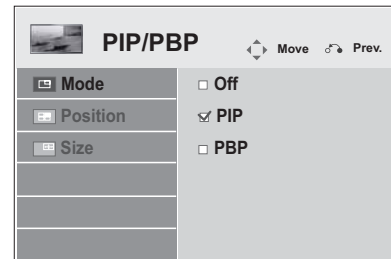 PIP/PBP Move Prev.
Mode
Position
Size
Off
PIP
PBP